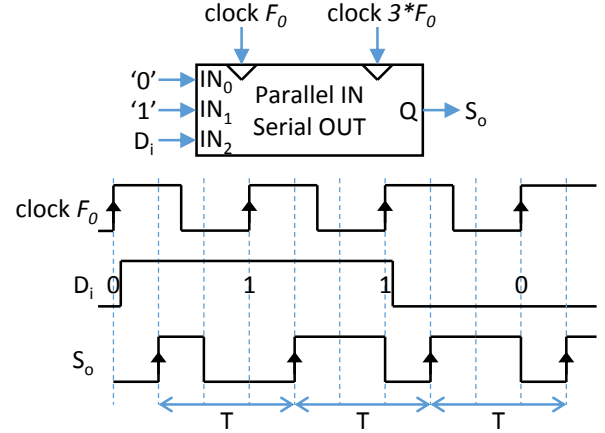 clock F₀ clock 3*F₀
‘0’ IN₀
‘1’ IN₁ Parallel IN Q Sₒ
Dᵢ IN₂ Serial OUT
clock F₀
Dᵢ 0 1 1 0
Sₒ
T T T